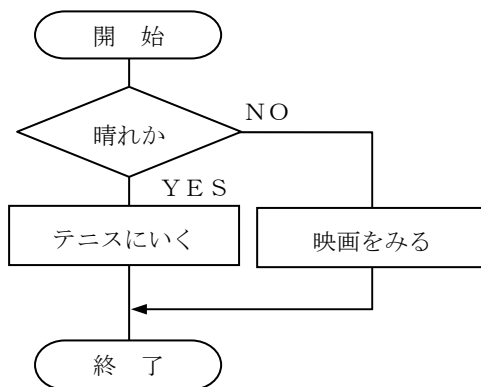 開　始
晴れか
ＮＯ
ＹＥＳ
テニスにいく
映画をみる
終　了